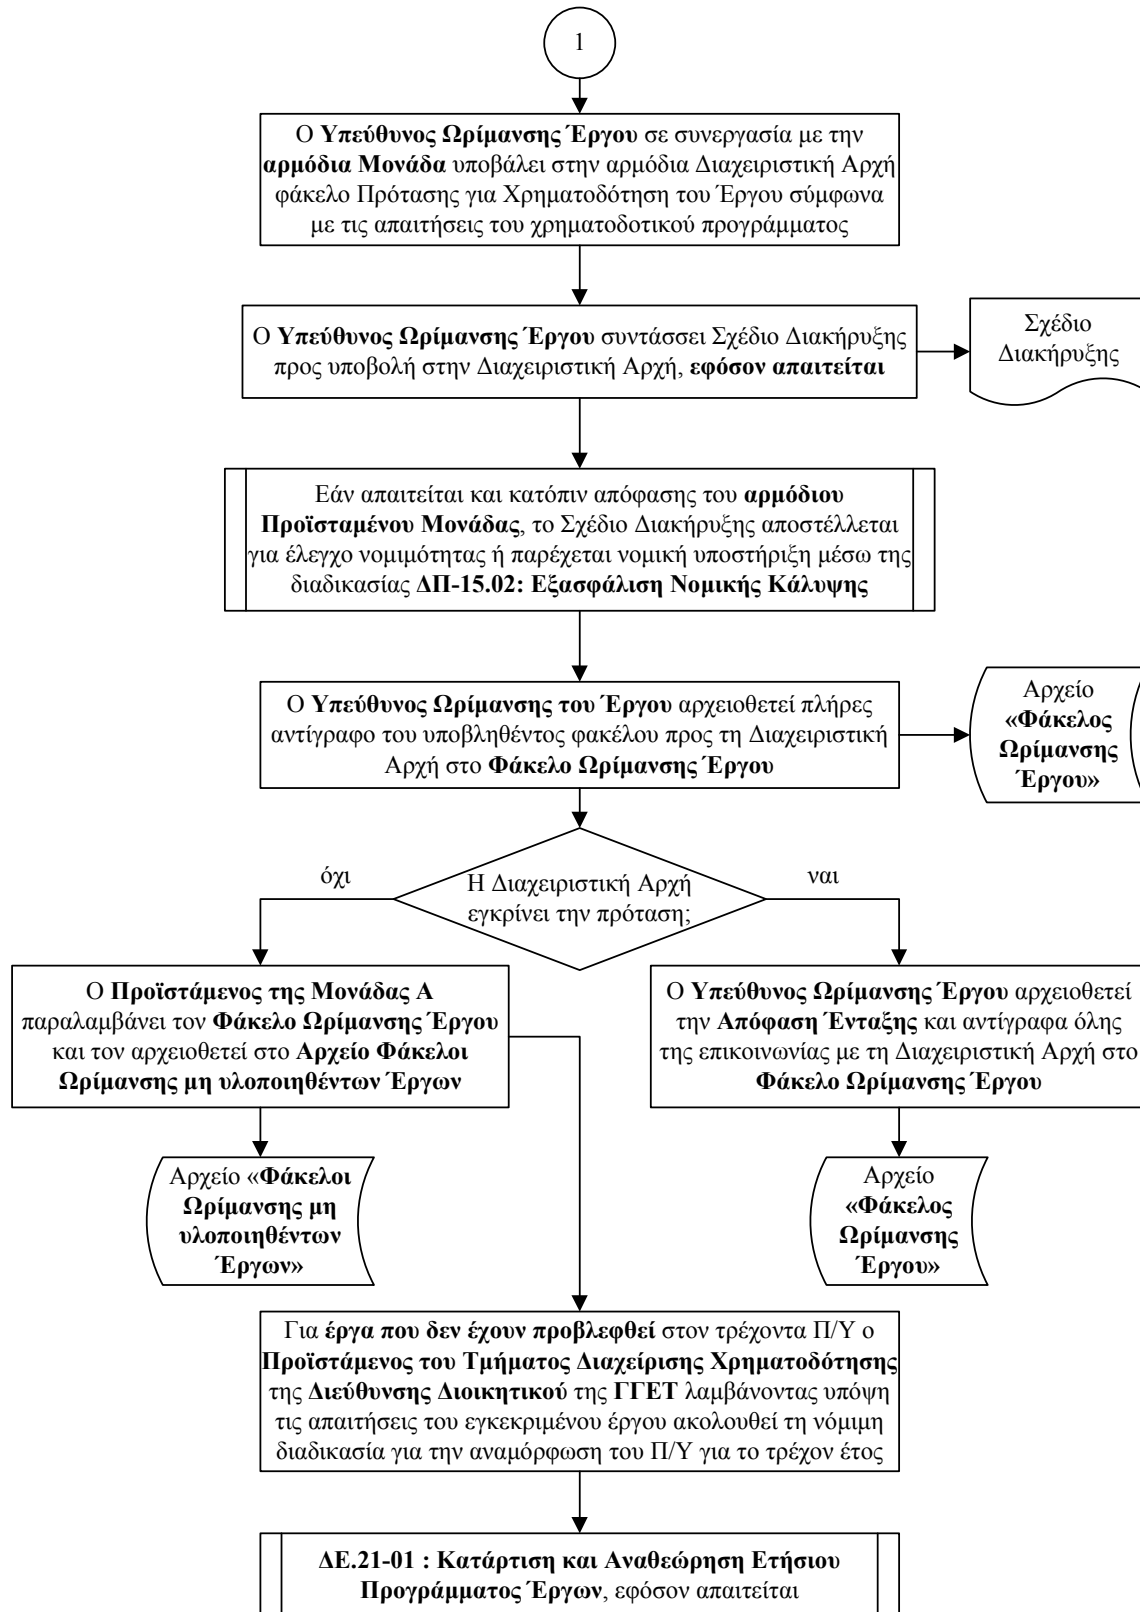 1
Ο Υπεύθυνος Ωρίμανσης Έργου σε συνεργασία με την
αρμόδια Μονάδα υποβάλει στην αρμόδια Διαχειριστική Αρχή
φάκελο Πρότασης για Χρηματοδότηση του Έργου σύμφωνα
με τις απαιτήσεις του χρηματοδοτικού προγράμματος
Ο Υπεύθυνος Ωρίμανσης Έργου συντάσσει Σχέδιο Διακήρυξης
προς υποβολή στην Διαχειριστική Αρχή, εφόσον απαιτείται
Σχέδιο
Διακήρυξης
Εάν απαιτείται και κατόπιν απόφασης του αρμόδιου
Προϊσταμένου Μονάδας, το Σχέδιο Διακήρυξης αποστέλλεται
για έλεγχο νομιμότητας ή παρέχεται νομική υποστήριξη μέσω της
διαδικασίας ΔΠ-15.02: Εξασφάλιση Νομικής Κάλυψης
Ο Υπεύθυνος Ωρίμανσης του Έργου αρχειοθετεί πλήρες
αντίγραφο του υποβληθέντος φακέλου προς τη Διαχειριστική
Αρχή στο Φάκελο Ωρίμανσης Έργου
Αρχείο
«Φάκελος
Ωρίμανσης
Έργου»
Η Διαχειριστική Αρχή
εγκρίνει την πρόταση;
όχι
ναι
Ο Προϊστάμενος της Μονάδας Α
παραλαμβάνει τον Φάκελο Ωρίμανσης Έργου
και τον αρχειοθετεί στο Αρχείο Φάκελοι
Ωρίμανσης μη υλοποιηθέντων Έργων
Ο Υπεύθυνος Ωρίμανσης Έργου αρχειοθετεί
την Απόφαση Ένταξης και αντίγραφα όλης
της επικοινωνίας με τη Διαχειριστική Αρχή στο
Φάκελο Ωρίμανσης Έργου
Αρχείο «Φάκελοι
Ωρίμανσης μη
υλοποιηθέντων
Έργων»
Αρχείο
«Φάκελος
Ωρίμανσης
Έργου»
Για έργα που δεν έχουν προβλεφθεί στον τρέχοντα Π/Υ ο
Προϊστάμενος του Τμήματος Διαχείρισης Χρηματοδότησης
της Διεύθυνσης Διοικητικού της ΓΓΕΤ λαμβάνοντας υπόψη
τις απαιτήσεις του εγκεκριμένου έργου ακολουθεί τη νόμιμη
διαδικασία για την αναμόρφωση του Π/Υ για το τρέχον έτος
ΔΕ.21-01 : Κατάρτιση και Αναθεώρηση Ετήσιου
Προγράμματος Έργων, εφόσον απαιτείται